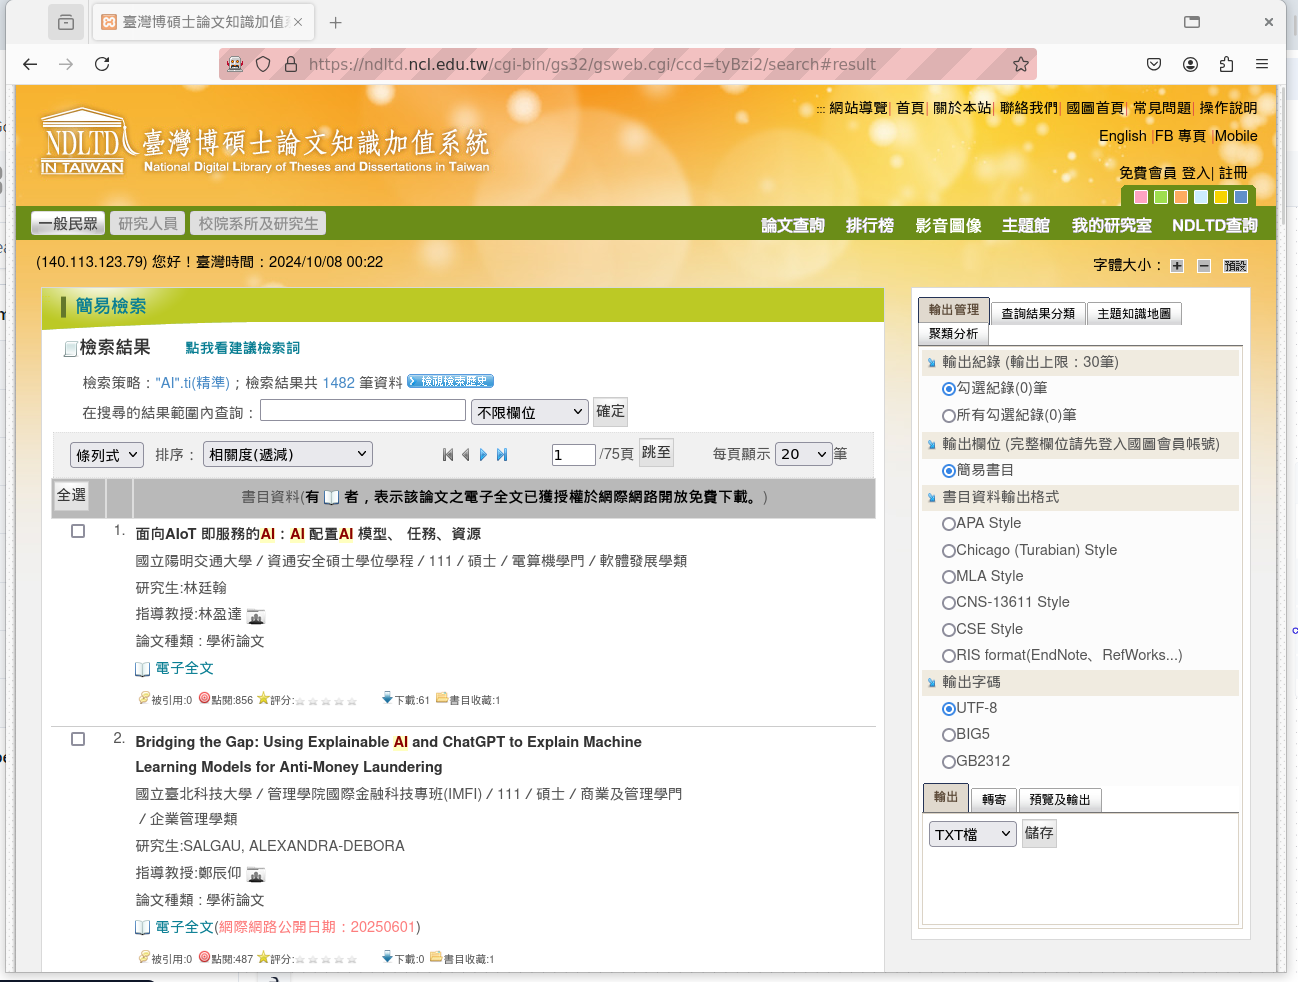 臺灣博碩士論文知識加值系
https://ndltd.ncl.edu.tw/cgi-bin/gs32/gsweb.cgi/ccd=tyBzi2/search#result
::: 網站導覽| 首頁| 關於本站| 聯絡我們| 國圖首頁| 常見問題| 操作說明
English |FB 專頁 |Mobile
NDLTD
IN TAIWAN
臺灣博碩士論文知識加值系統
National Digital Library of Theses and Dissertations in Taiwan
免費會員 登入| 註冊
一般民眾 研究人員 校院系所及研究生
論文查詢 排行榜 影音圖像 主題館 我的研究室 NDLTD查詢
(140.113.123.79) 您好！臺灣時間：2024/10/08 00:22
字體大小： + − 預設
簡易檢索
檢索結果 點我看建議檢索詞
檢索策略："AI".ti(精準)；檢索結果共 1482 筆資料 檢視檢索歷史
在搜尋的結果範圍內查詢： 不限欄位 確定
條列式 排序： 相關度(遞減) 1 /75頁 跳至 每頁顯示 20 筆
全選 書目資料(有 者，表示該論文之電子全文已獲授權於網際網路開放免費下載。)
1. 面向AIoT 即服務的AI：AI 配置AI 模型、 任務、資源
國立陽明交通大學 / 資通安全碩士學位學程 / 111 / 碩士 / 電算機學門 / 軟體發展學類
研究生:林廷翰
指導教授:林盈達
論文種類：學術論文
電子全文
被引用:0 點閱:856 評分: 下載:61 書目收藏:1
2. Bridging the Gap: Using Explainable AI and ChatGPT to Explain Machine
Learning Models for Anti-Money Laundering
國立臺北科技大學 / 管理學院國際金融科技專班(IMFI) / 111 / 碩士 / 商業及管理學門
/ 企業管理學類
研究生:SALGAU, ALEXANDRA-DEBORA
指導教授:鄭辰仰
論文種類：學術論文
電子全文(網際網路公開日期：20250601)
被引用:0 點閱:487 評分: 下載:0 書目收藏:1
輸出管理 查詢結果分類 主題知識地圖
聚類分析
輸出紀錄 (輸出上限：30筆)
勾選紀錄(0)筆
所有勾選紀錄(0)筆
輸出欄位 (完整欄位請先登入國圖會員帳號)
簡易書目
書目資料輸出格式
APA Style
Chicago (Turabian) Style
MLA Style
CNS-13611 Style
CSE Style
RIS format(EndNote、RefWorks...)
輸出字碼
UTF-8
BIG5
GB2312
輸出 轉寄 預覽及輸出
TXT檔 儲存